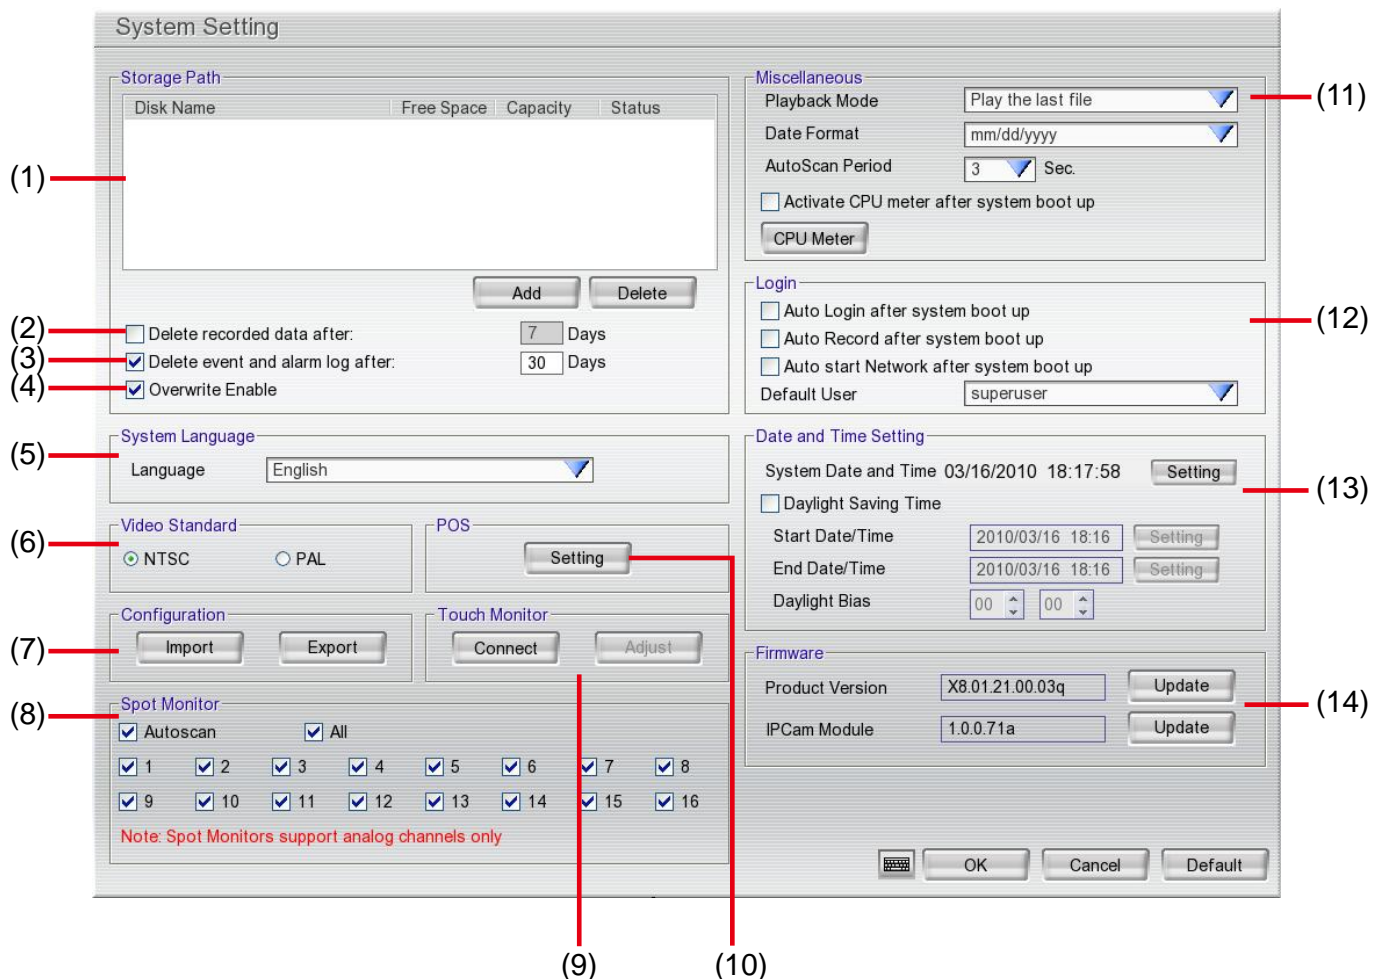 System Setting
Storage Path
Disk Name Free Space Capacity Status
(1)
Add Delete
(2) Delete recorded data after: 7 Days
(3) Delete event and alarm log after: 30 Days
(4) Overwrite Enable
System Language
(5) Language English
Video Standard
(6) NTSC PAL
POS
Setting
Configuration
(7) Import Export
Touch Monitor
Connect Adjust
(8) Spot Monitor
Autoscan All
1 2 3 4 5 6 7 8
9 10 11 12 13 14 15 16
Note: Spot Monitors support analog channels only
(9) (10)
Miscellaneous
Playback Mode Play the last file (11)
Date Format mm/dd/yyyy
AutoScan Period 3 Sec.
Activate CPU meter after system boot up
CPU Meter
Login
Auto Login after system boot up (12)
Auto Record after system boot up
Auto start Network after system boot up
Default User superuser
Date and Time Setting
System Date and Time 03/16/2010 18:17:58 Setting (13)
Daylight Saving Time
Start Date/Time 2010/03/16 18:16 Setting
End Date/Time 2010/03/16 18:16 Setting
Daylight Bias 00 00
Firmware
Product Version X8.01.21.00.03q Update (14)
IPCam Module 1.0.0.71a Update
OK Cancel Default